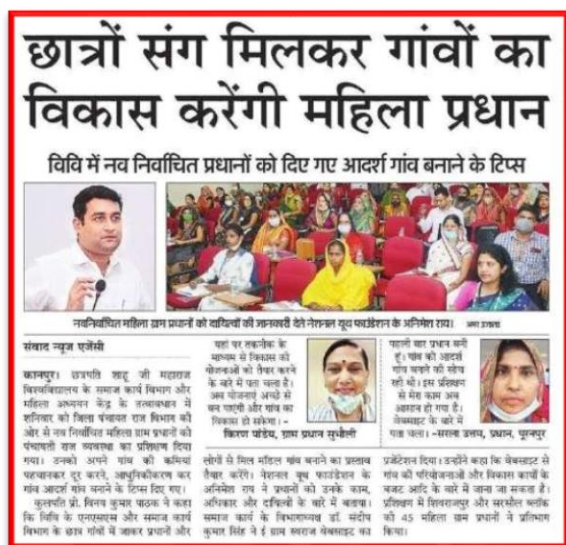 छात्रों संग मिलकर गांवों का
विकास करेंगी महिला प्रधान
विवि में नव निर्वाचित प्रधानों को दिए गए आदर्श गांव बनाने के टिप्स
नवनिर्वाचित महिला ग्राम प्रधानों को दायित्वों की जानकारी देते नेशनल यूथ फाउंडेशन के अनिमेश राय। अमर उजाला
संवाद न्यूज एजेंसी
कानपुर। छत्रपति शाहू जी महाराज
विश्वविद्यालय के समाज कार्य विभाग और
महिला अध्ययन केंद्र के तत्वावधान में
शनिवार को जिला पंचायत राज विभाग की
ओर से नव निर्वाचित महिला ग्राम प्रधानों को
पंचायती राज व्यवस्था का प्रशिक्षण दिया
गया। उनको अपने गांव की कमियां
पहचानकर दूर करने, आधुनिकीकरण कर
गांव आदर्श गांव बनाने के टिप्स दिए गए।
कुलपति प्रो. विनय कुमार पाठक ने कहा
कि विवि के एनएसएस और समाज कार्य
विभाग के छात्र गांवों में जाकर प्रधानों और
यहां पर तकनीक के
माध्यम से विकास की
योजनाओं को तैयार करने
के बारे में पता चला है।
अब योजनाएं अच्छे से
बन पाएंगी और गांव का
विकास हो सकेगा। -
किरण पांडेय, ग्राम प्रधान सुभौली
पहली बार प्रधान बनी
हूं। गांव को आदर्श
गांव बनाने की सोच
रही थी। इस प्रशिक्षण
से मेरा काम अब
आसान हो गया है।
वेबसाइट के बारे में
पता चला। -सरला उत्तम, प्रधान, पूरनपुर
लोगों से मिल मॉडल गांव बनाने का प्रस्ताव
तैयार करेंगे। नेशनल यूथ फाउंडेशन के
अनिमेश राय ने प्रधानों को उनके काम,
अधिकार और दायित्वों के बारे में बताया।
समाज कार्य के विभागाध्यक्ष डॉ. संदीप
कुमार सिंह ने ई ग्राम स्वराज वेबसाइट का
प्रजेंटेशन दिया। उन्होंने कहा कि वेबसाइट से
गांव की परियोजनाओं और विकास कार्यों के
बजट आदि के बारे में जाना जा सकता है।
प्रशिक्षण में शिवराजपुर और सरसौल ब्लॉक
की 45 महिला ग्राम प्रधानों ने प्रतिभाग
किया।